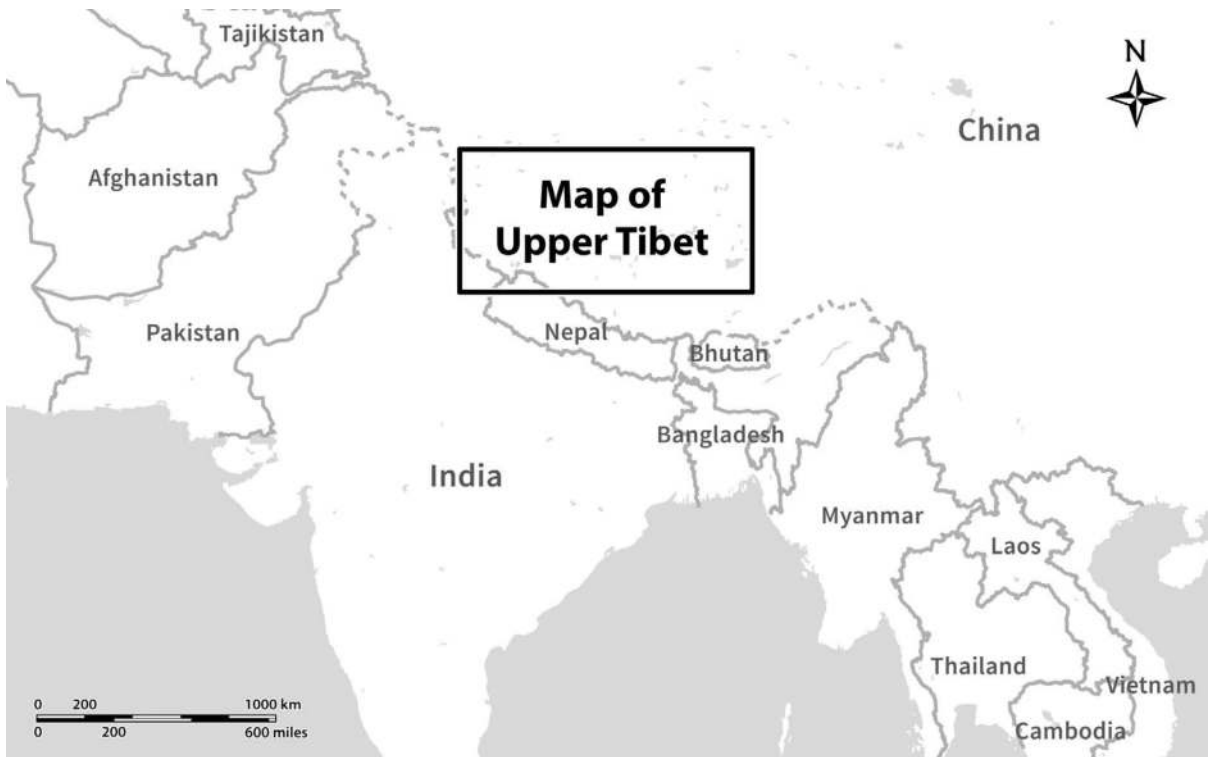 Tajikistan
N
China
Afghanistan
Map of
Upper Tibet
Pakistan
Nepal
Bhutan
Bangladesh
India
Myanmar
Laos
Thailand
Vietnam
Cambodia
0 200 1000 km
0 200 600 miles